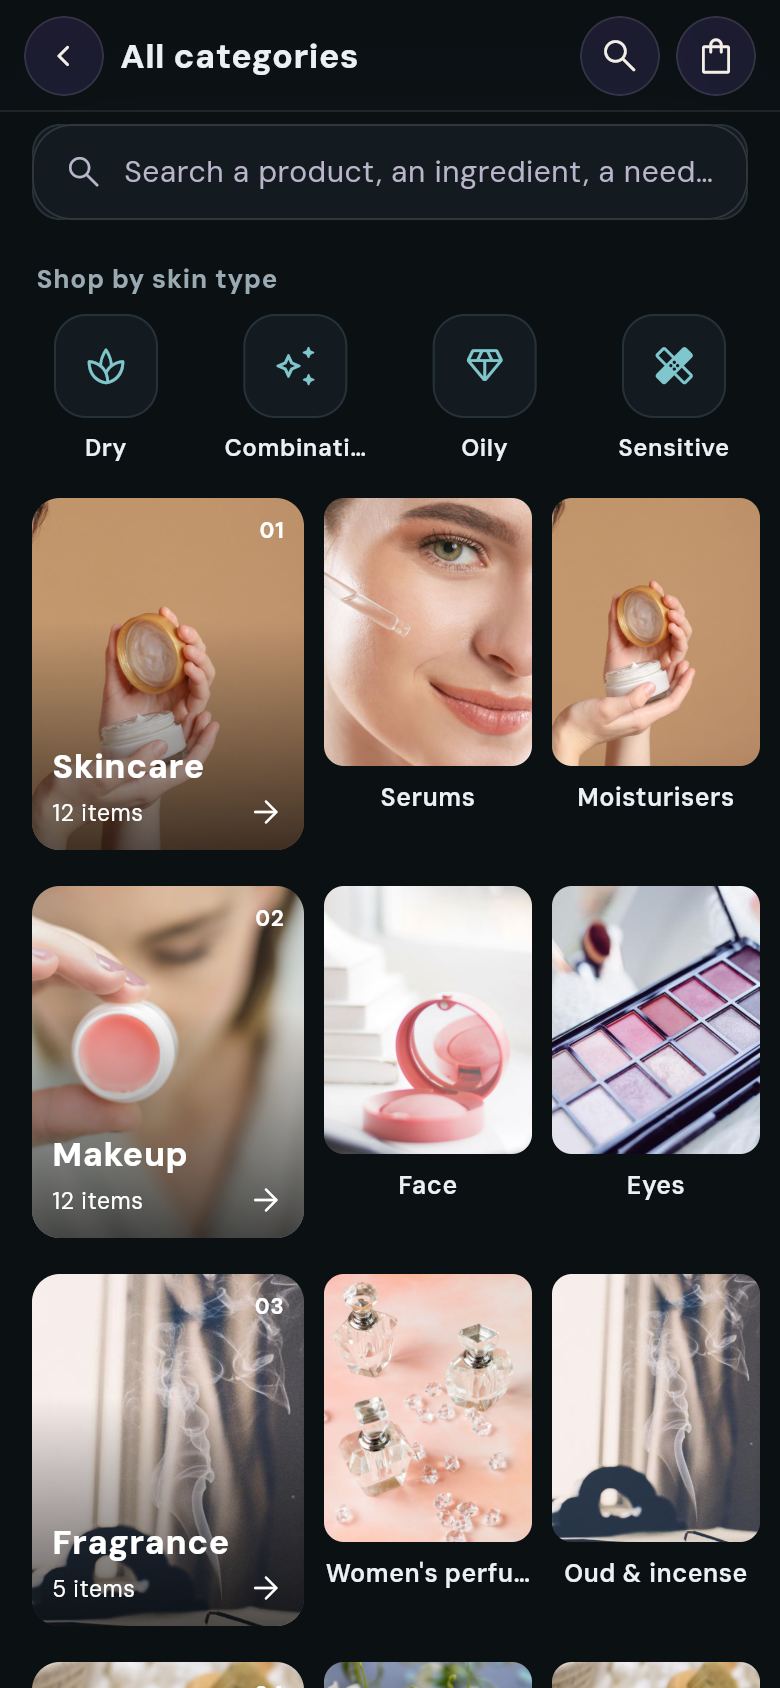 All categories
Search a product, an ingredient, a need...
Shop by skin type
Dry
Combinati...
Oily
Sensitive
01
Skincare
12 items
Serums
Moisturisers
02
Makeup
12 items
Face
Eyes
03
Fragrance
5 items
Women's perfu...
Oud & incense